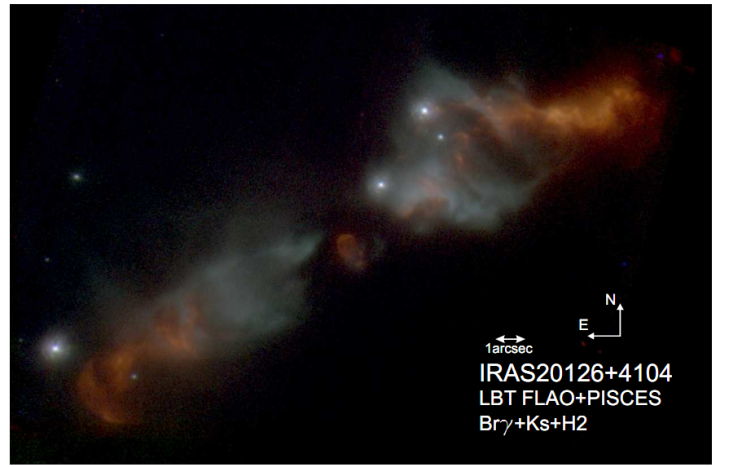 N
E
1arcsec
IRAS20126+4104
LBT FLAO+PISCES
Brγ+Ks+H2